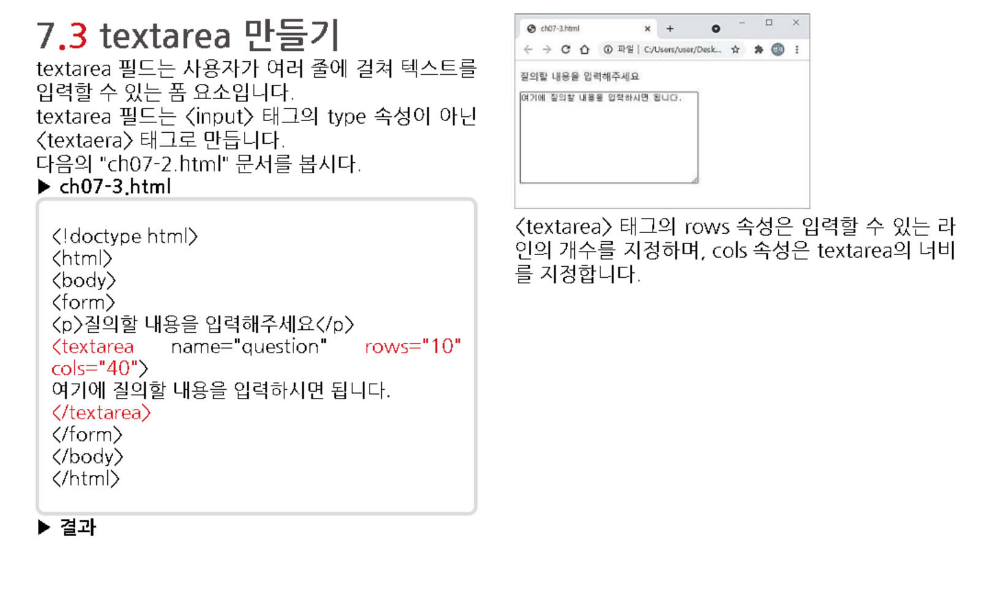 7.3 textarea 만들기
textarea 필드는 사용자가 여러 줄에 걸쳐 텍스트를
입력할 수 있는 폼 요소입니다.
textarea 필드는 <input> 태그의 type 속성이 아닌
<textaera> 태그로 만듭니다.
다음의 "ch07-2.html" 문서를 봅시다.
▶ ch07-3.html
<!doctype html>
<html>
<body>
<form>
<p>질의할 내용을 입력해주세요</p>
<textarea name="question" rows="10"
cols="40">
여기에 질의할 내용을 입력하시면 됩니다.
</textarea>
</form>
</body>
</html>
▶ 결과
ch07-3.html
파일 | C:/Users/user/Desk...
질의할 내용을 입력해주세요
여기에 질의할 내용을 입력하시면 됩니다.
<textarea> 태그의 rows 속성은 입력할 수 있는 라
인의 개수를 지정하며, cols 속성은 textarea의 너비
를 지정합니다.